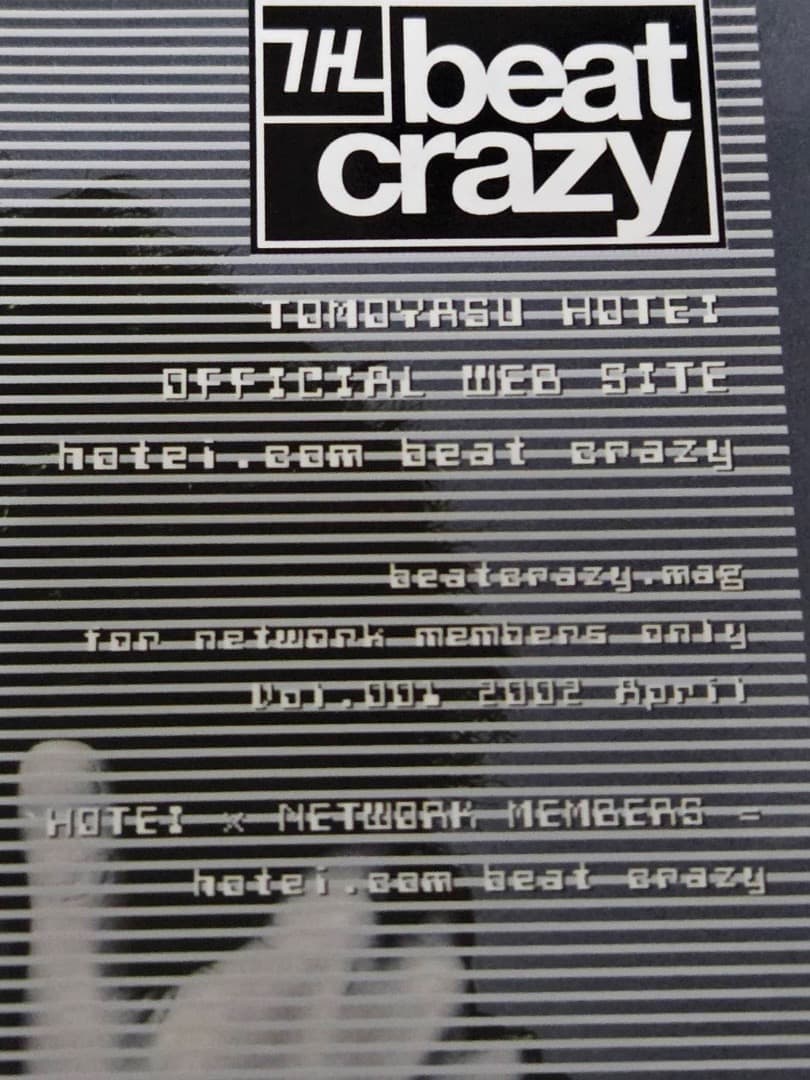 TH beat
crazy
TOMOYASU HOTEI
OFFICIAL WEB SITE
hotei.com beat crazy
beatcrazy.mag
for network members only
Vol.001 2002 April
HOTEI × NETWORK MEMBERS =
hotei.com beat crazy